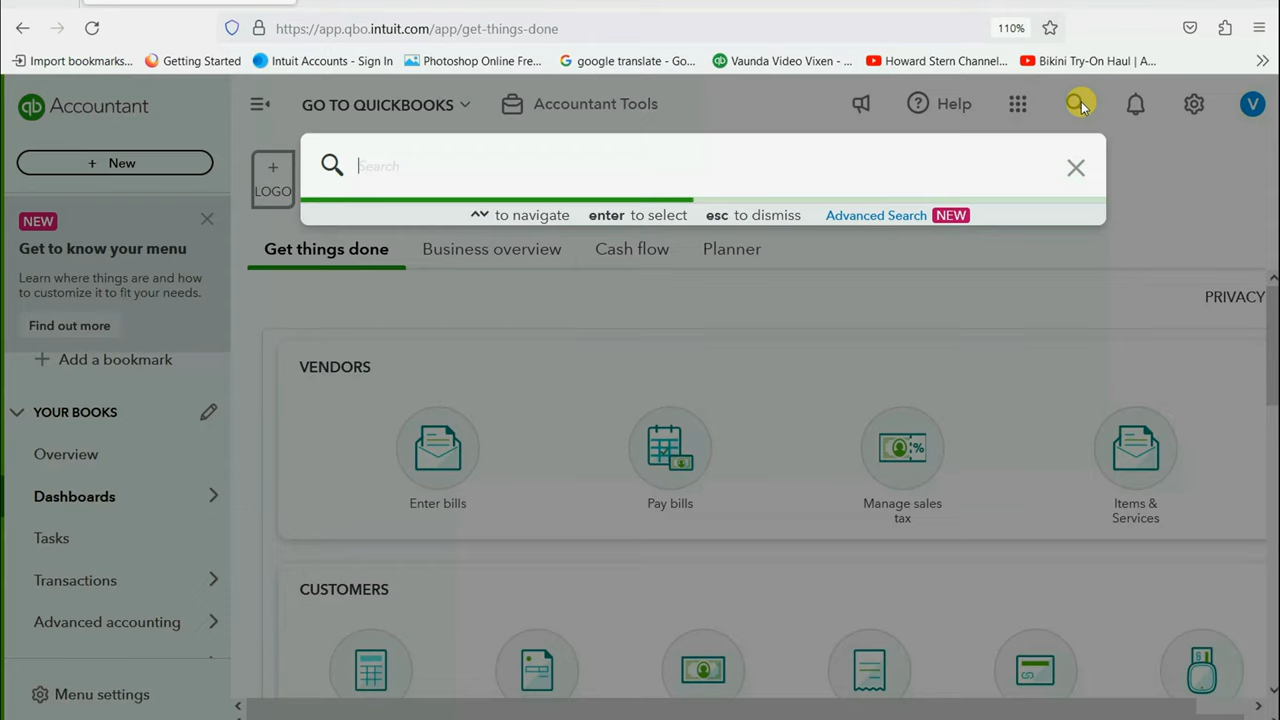 https://app.qbo.intuit.com/app/get-things-done
110%
Import bookmarks...
Getting Started
Intuit Acconts - Sign In
Photoshop Online Fre...
google translate - Go...
Vaunda Video Vixen - ...
Howard Stern Channel...
Bikini Try-On Haul | A...
qb Accountant
GO TO QUICKBOOKS
Accountant Tools
Help
V
+ New
+
LOGO
Search
to navigate
enter to select
esc to dismiss
Advanced Search NEW
NEW
Get to know your menu
Learn where things are and how
to customize it to fit your needs.
Find out more
Add a bookmark
YOUR BOOKS
Overview
Dashboards
Tasks
Transactions
Advanced accounting
Menu settings
Get things done
Business overview
Cash flow
Planner
PRIVACY
VENDORS
Enter bills
Pay bills
Manage sales
tax
Items &
Services
CUSTOMERS